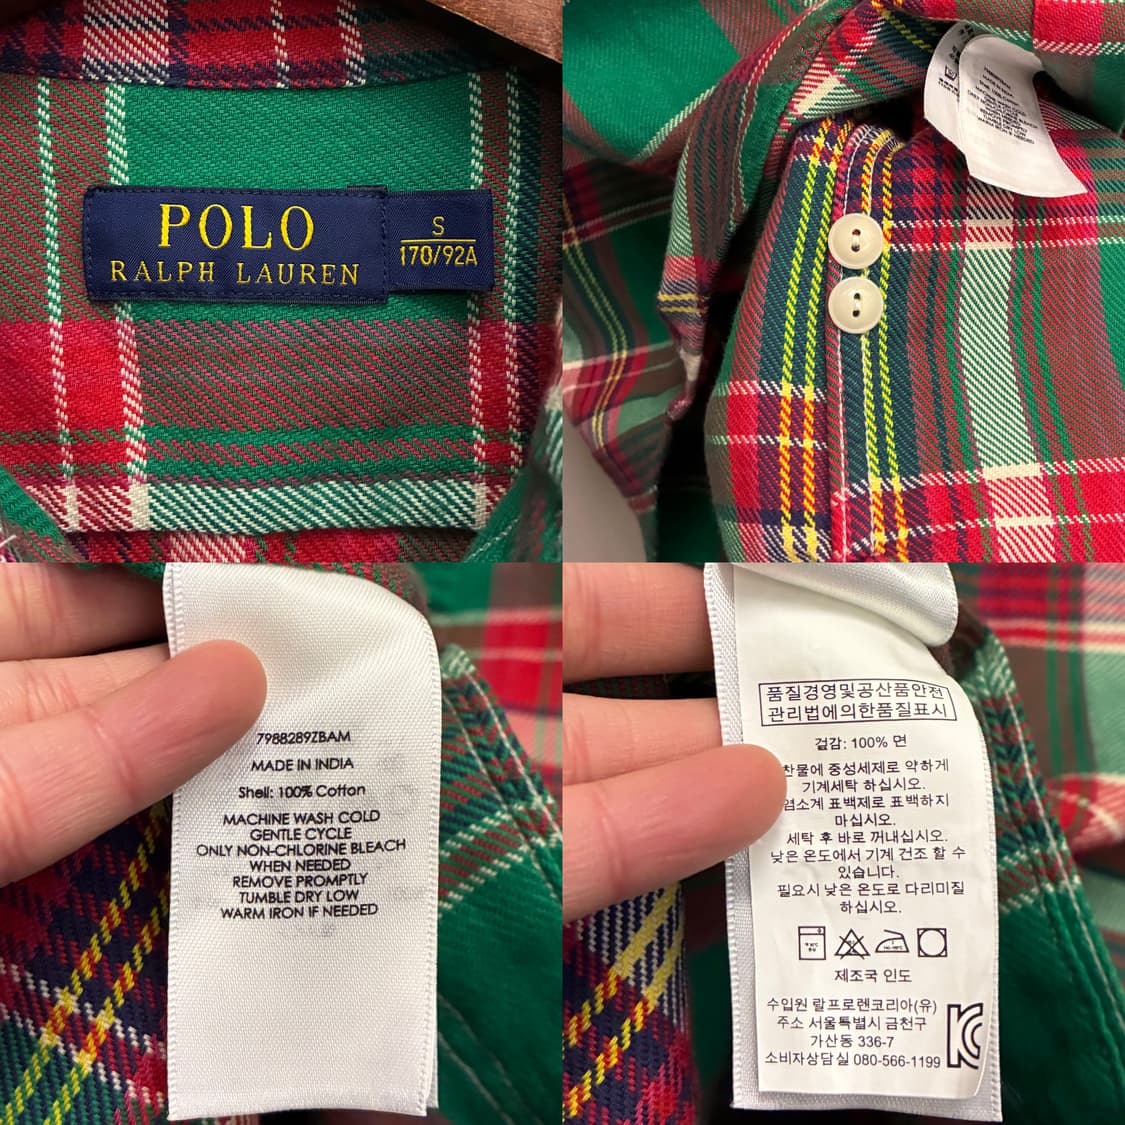 POLO
RALPH LAUREN
S
170/92A
7988289ZBAM
MADE IN INDIA
Shell: 100% Cotton
MACHINE WASH COLD
GENTLE CYCLE
ONLY NON-CHLORINE BLEACH
WHEN NEEDED
REMOVE PROMPTLY
TUMBLE DRY LOW
WARM IRON IF NEEDED
품질경영및공산품안전
관리법에의한품질표시
겉감: 100% 면
찬물에 중성세제로 약하게
기계세탁 하십시오.
염소계 표백제로 표백하지
마십시오.
세탁 후 바로 꺼내십시오.
낮은 온도에서 기계 건조 할 수
있습니다.
필요시 낮은 온도로 다리미질
하십시오.
제조국 인도
수입원 랄프로렌코리아(유)
주소 서울특별시 금천구
가산동 336-7
소비자상담실 080-566-1199